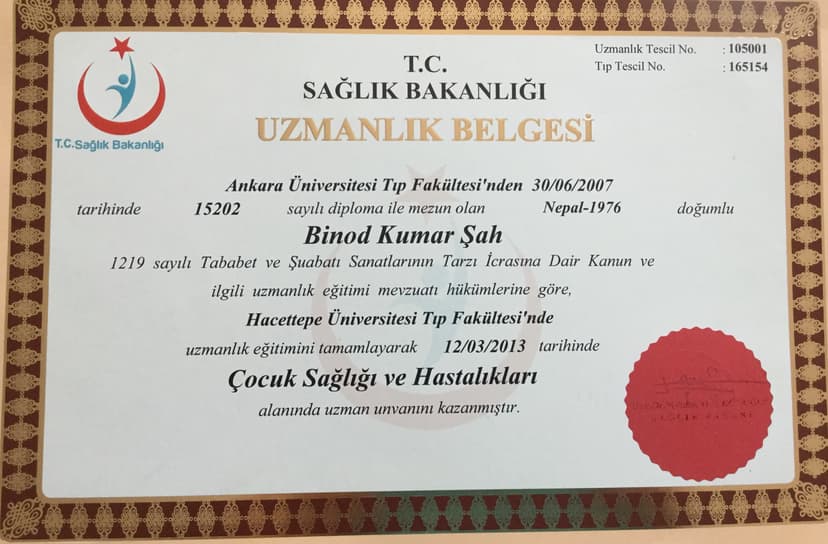 Uzmanlık Tescil No. : 105001
Tıp Tescil No. : 165154
T.C.
SAĞLIK BAKANLIĞI
UZMANLIK BELGESİ
T.C.Sağlık Bakanlığı
Ankara Üniversitesi Tıp Fakültesi'nden 30/06/2007
tarihinde 15202 sayılı diploma ile mezun olan Nepal-1976 doğumlu
Binod Kumar Şah
1219 sayılı Tababet ve Şuabatı Sanatlarının Tarzı İcrasına Dair Kanun ve
ilgili uzmanlık eğitimi mevzuatı hükümlerine göre,
Hacettepe Üniversitesi Tıp Fakültesi'nde
uzmanlık eğitimini tamamlayarak 12/03/2013 tarihinde
Çocuk Sağlığı ve Hastalıkları
alanında uzman unvanını kazanmıştır.